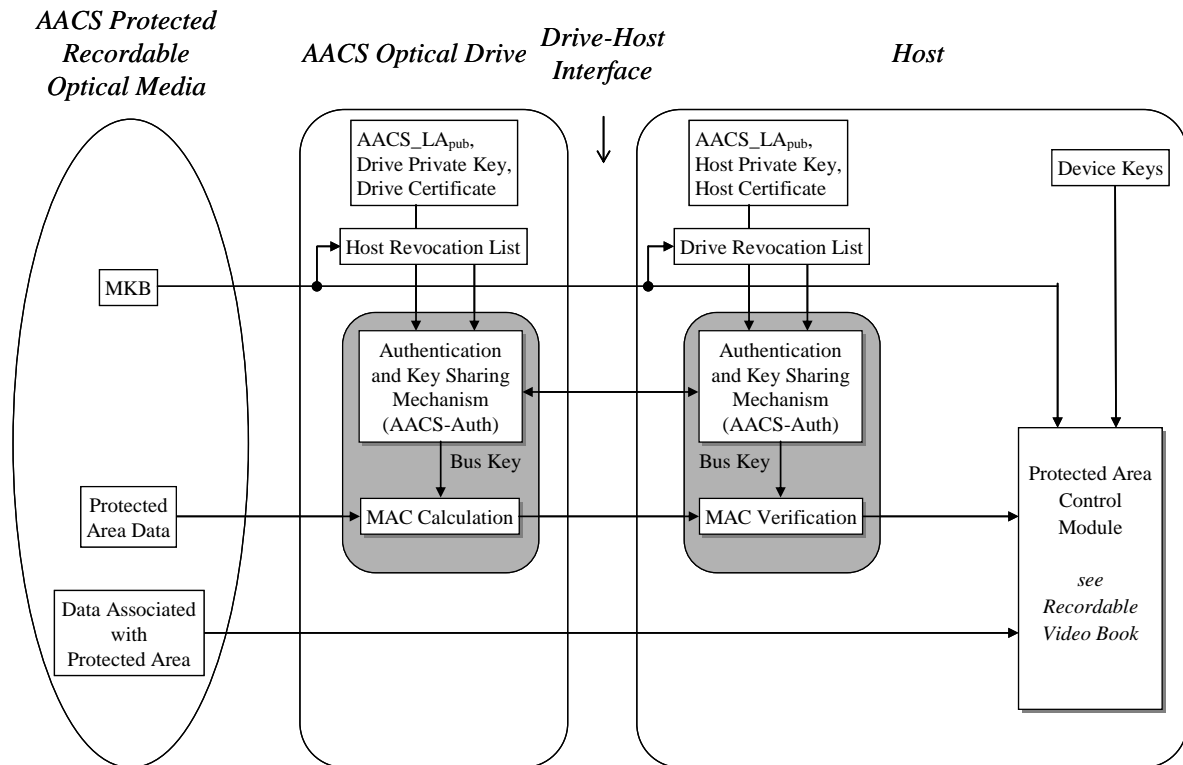 AACS Protected
Recordable
Optical Media
AACS Optical Drive
Drive-Host
Interface
Host
AACS_LApub,
Drive Private Key,
Drive Certificate
AACS_LApub,
Host Private Key,
Host Certificate
Device Keys
Host Revocation List
Drive Revocation List
MKB
Authentication
and Key Sharing
Mechanism
(AACS-Auth)
Authentication
and Key Sharing
Mechanism
(AACS-Auth)
Bus Key
Bus Key
Protected
Area Data
MAC Calculation
MAC Verification
Protected Area
Control
Module
see
Recordable
Video Book
Data Associated
with
Protected Area